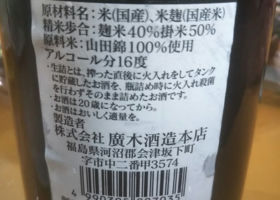 原材料名:米(国産)、米麹(国産米)
精米歩合:麹米40%掛米50%
原料米:山田錦100%使用
アルコール分16度
・生詰とは、搾った直後に火入れをしてタンク
に貯蔵したお酒を、瓶詰め時に火入れ殺菌
を行わずそのまま詰めたお酒です。
・お酒は20歳になってから。
・お酒はおいしく適量を。
製造者
株式会社 廣木酒造本店
福島県河沼郡会津坂下町
字市中二番甲3574